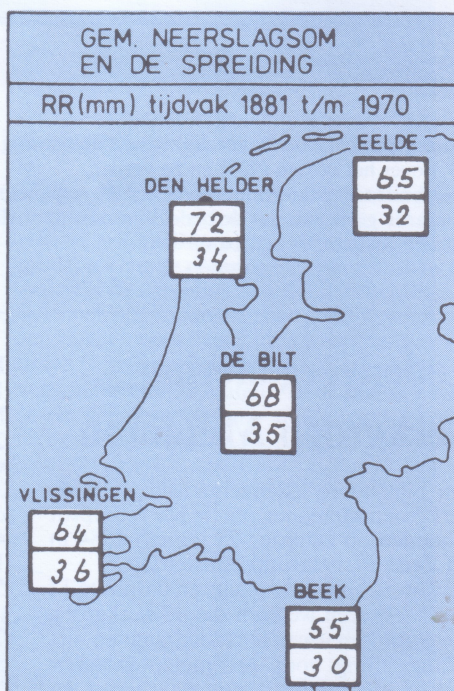 GEM. NEERSLAGSOM
EN DE SPREIDING
RR(mm) tijdvak 1881 t/m 1970
EELDE
65
32
DEN HELDER
72
34
DE BILT
68
35
VLISSINGEN
64
36
BEEK
55
30